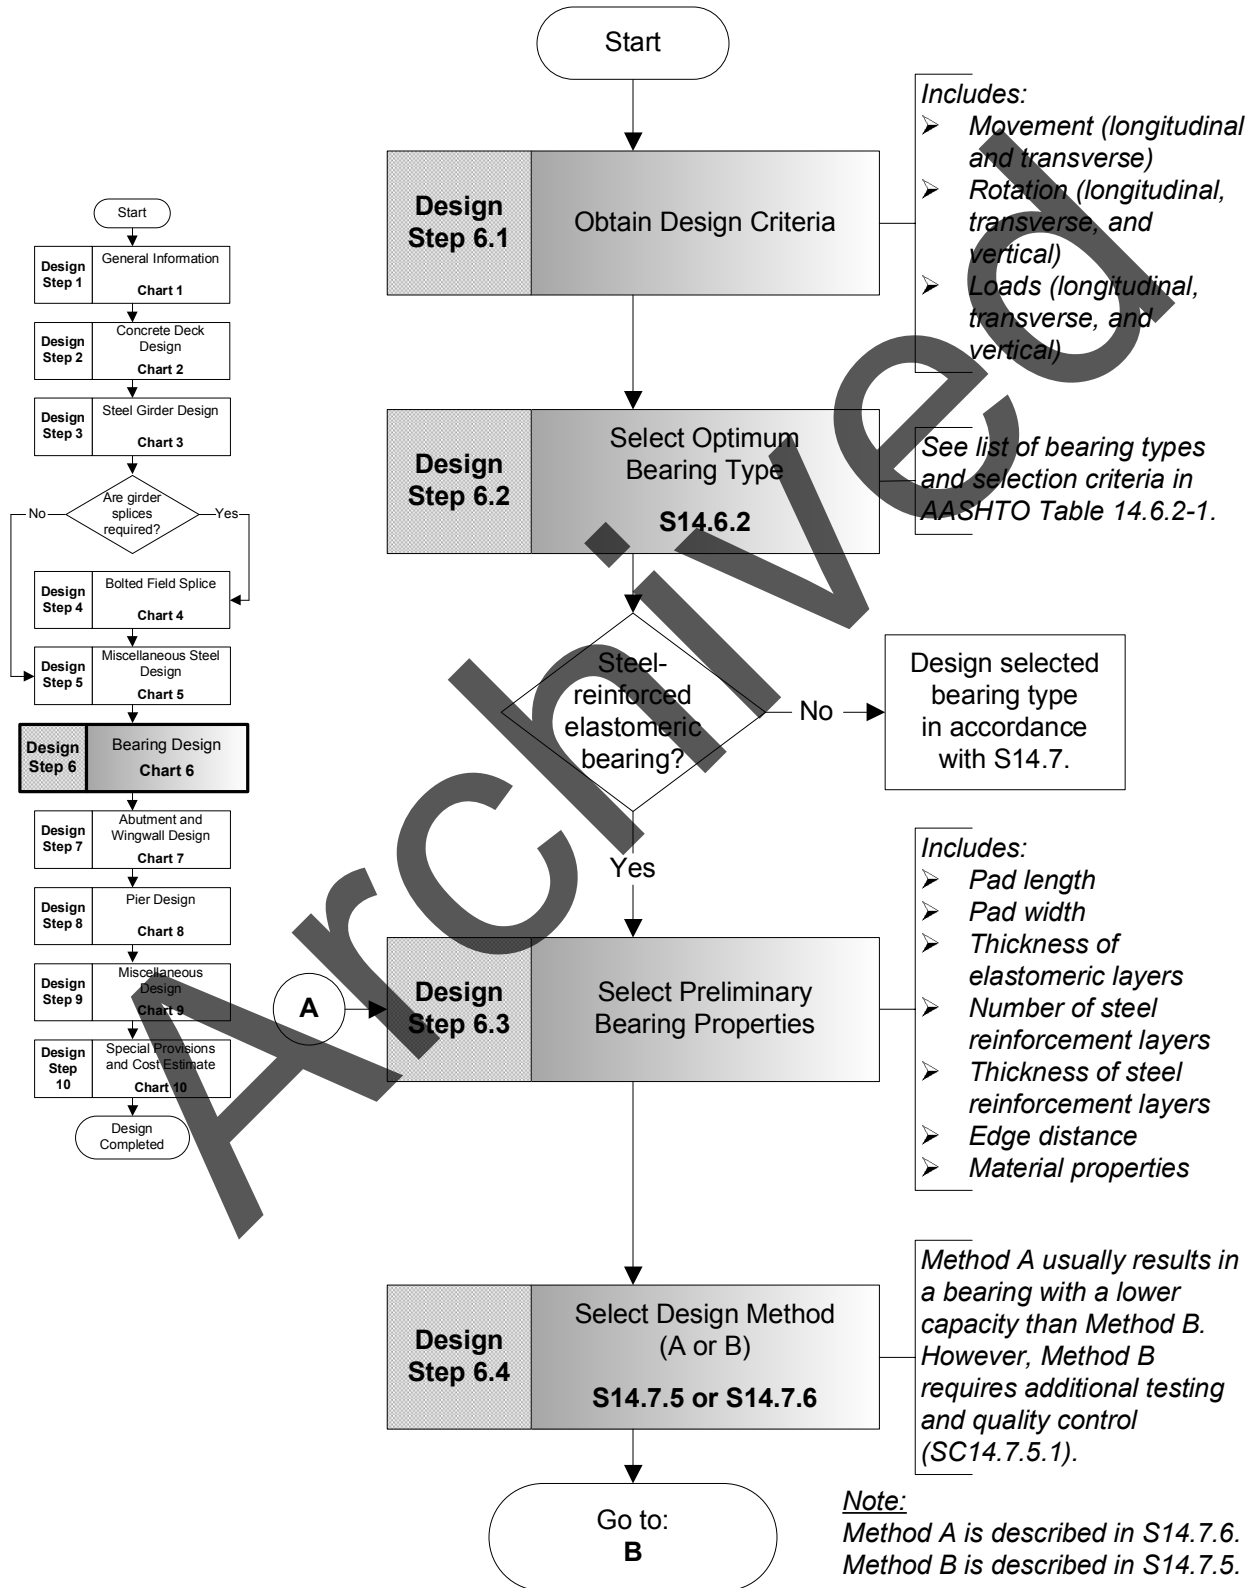 Start
Design
Step 1
General Information
Chart 1
Design
Step 2
Concrete Deck
Design
Chart 2
Design
Step 3
Steel Girder Design
Chart 3
Are girder
splices
required?
No
Yes
Design
Step 4
Bolted Field Splice
Chart 4
Design
Step 5
Miscellaneous Steel
Design
Chart 5
Design
Step 6
Bearing Design
Chart 6
Design
Step 7
Abutment and
Wingwall Design
Chart 7
Design
Step 8
Pier Design
Chart 8
Design
Step 9
Miscellaneous
Design
Chart 9
Design
Step
10
Special Provisions
and Cost Estimate
Chart 10
Design
Completed
Start
Design
Step 6.1
Obtain Design Criteria
Includes:
➢ Movement (longitudinal
and transverse)
➢ Rotation (longitudinal,
transverse, and
vertical)
➢ Loads (longitudinal,
transverse, and
vertical)
Design
Step 6.2
Select Optimum
Bearing Type
S14.6.2
See list of bearing types
and selection criteria in
AASHTO Table 14.6.2-1.
Steel-
reinforced
elastomeric
bearing?
No
Design selected
bearing type
in accordance
with S14.7.
Yes
A
Design
Step 6.3
Select Preliminary
Bearing Properties
Includes:
➢ Pad length
➢ Pad width
➢ Thickness of
elastomeric layers
➢ Number of steel
reinforcement layers
➢ Thickness of steel
reinforcement layers
➢ Edge distance
➢ Material properties
Design
Step 6.4
Select Design Method
(A or B)
S14.7.5 or S14.7.6
Method A usually results in
a bearing with a lower
capacity than Method B.
However, Method B
requires additional testing
and quality control
(SC14.7.5.1).
Go to:
B
Note:
Method A is described in S14.7.6.
Method B is described in S14.7.5.
Archived